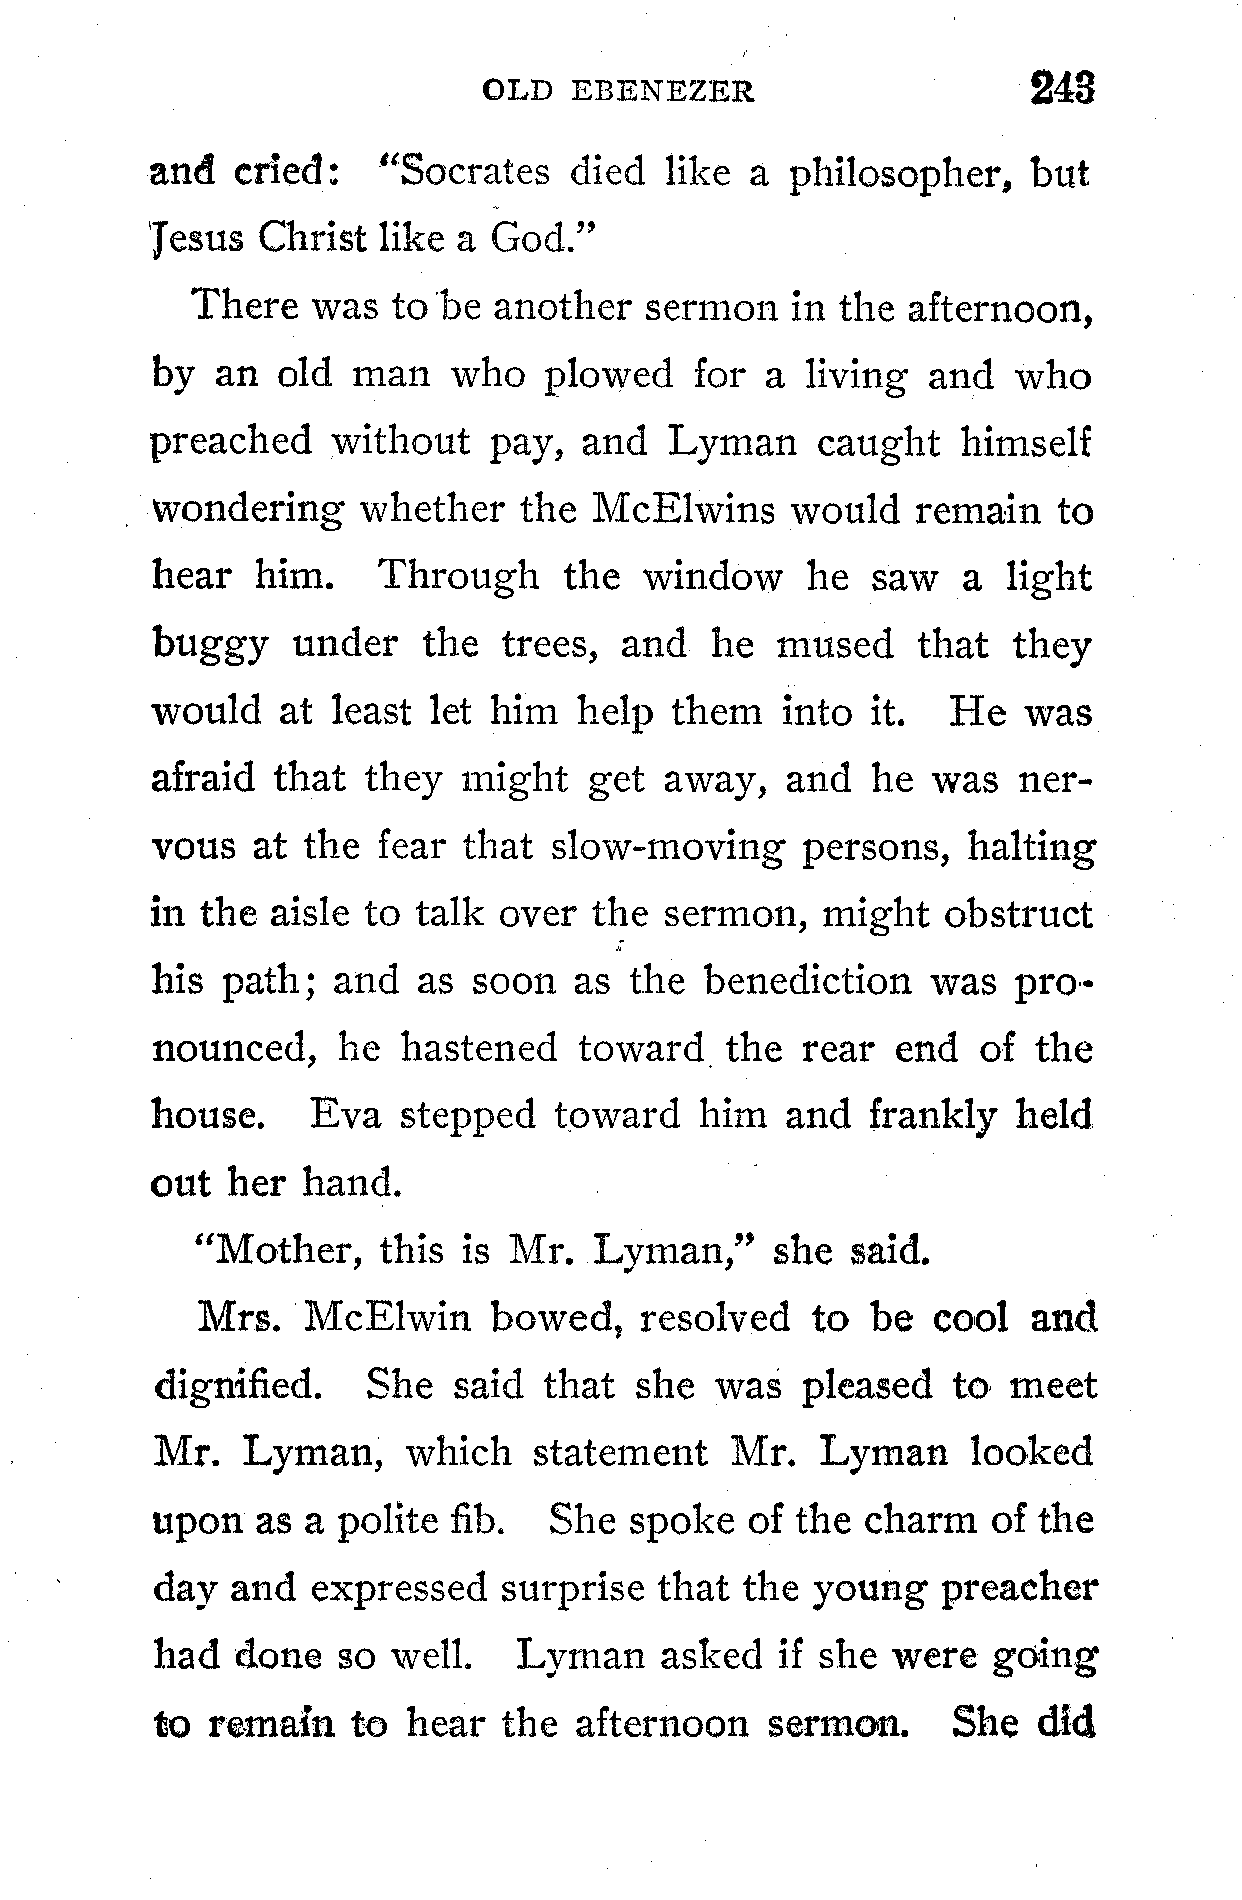 OLD EBENEZER 243
and cried: "Socrates died like a philosopher, but
Jesus Christ like a God."
There was to be another sermon in the afternoon,
by an old man who plowed for a living and who
preached without pay, and Lyman caught himself
wondering whether the McElwins would remain to
hear him. Through the window he saw a light
buggy under the trees, and he mused that they
would at least let him help them into it. He was
afraid that they might get away, and he was ner-
vous at the fear that slow-moving persons, halting
in the aisle to talk over the sermon, might obstruct
his path; and as soon as the benediction was pro-
nounced, he hastened toward the rear end of the
house. Eva stepped toward him and frankly held
out her hand.
"Mother, this is Mr. Lyman," she said.
Mrs. McElwin bowed, resolved to be cool and
dignified. She said that she was pleased to meet
Mr. Lyman, which statement Mr. Lyman looked
upon as a polite fib. She spoke of the charm of the
day and expressed surprise that the young preacher
had done so well. Lyman asked if she were going
to remain to hear the afternoon sermon. She did